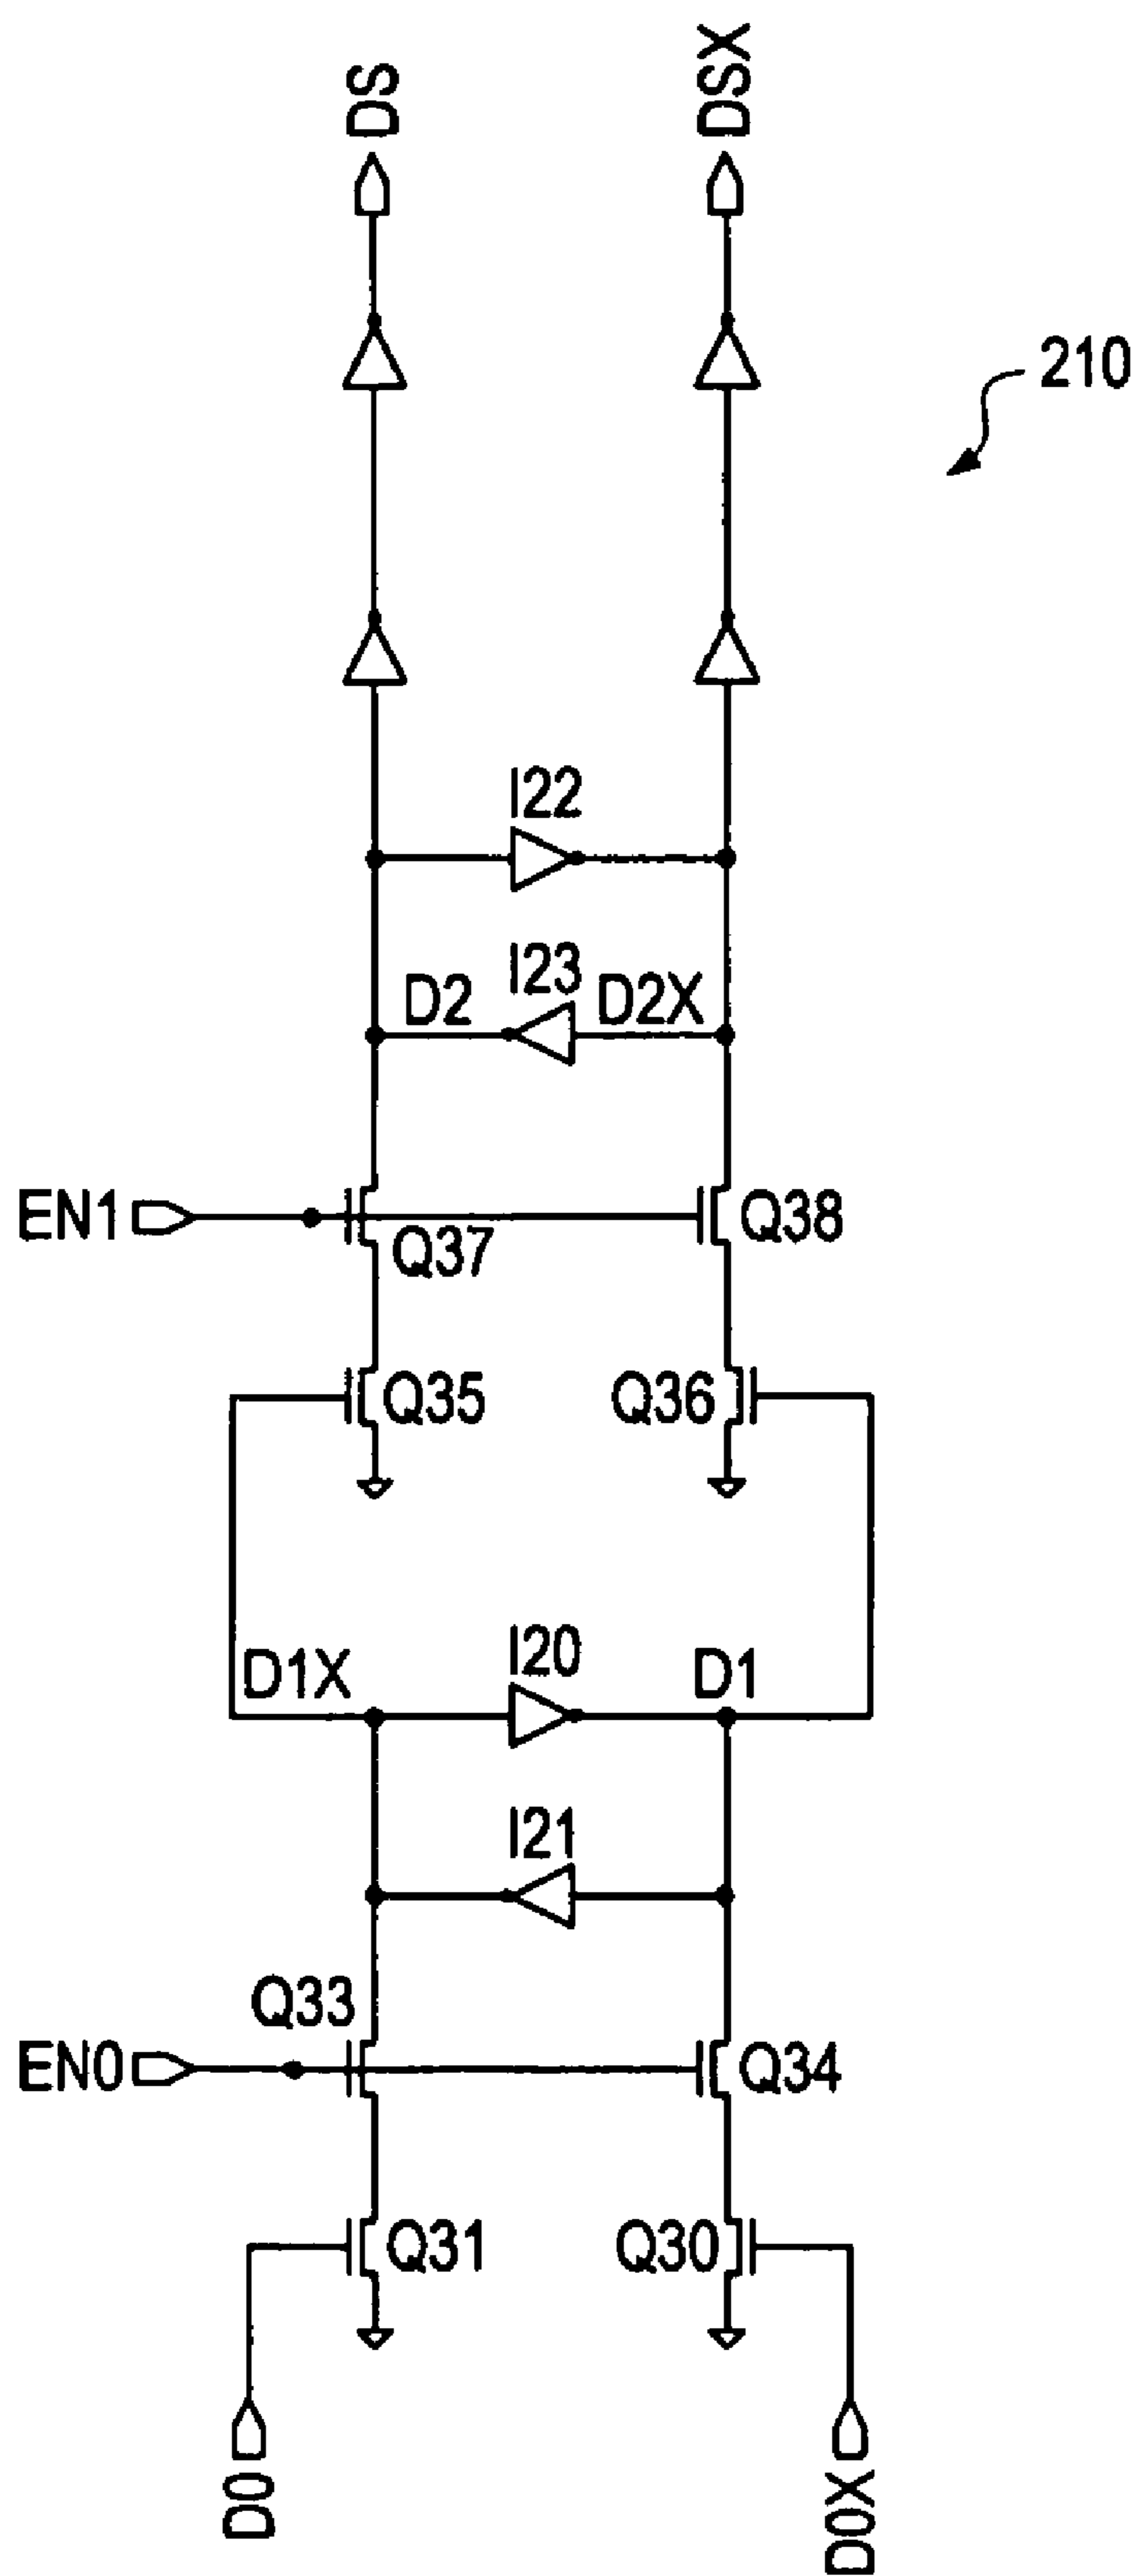 DS
DSX
210
I22
I23
D2
D2X
EN1
Q37
Q38
Q35
Q36
D1X
I20
D1
I21
Q33
EN0
Q34
Q31
Q30
D0
D0X